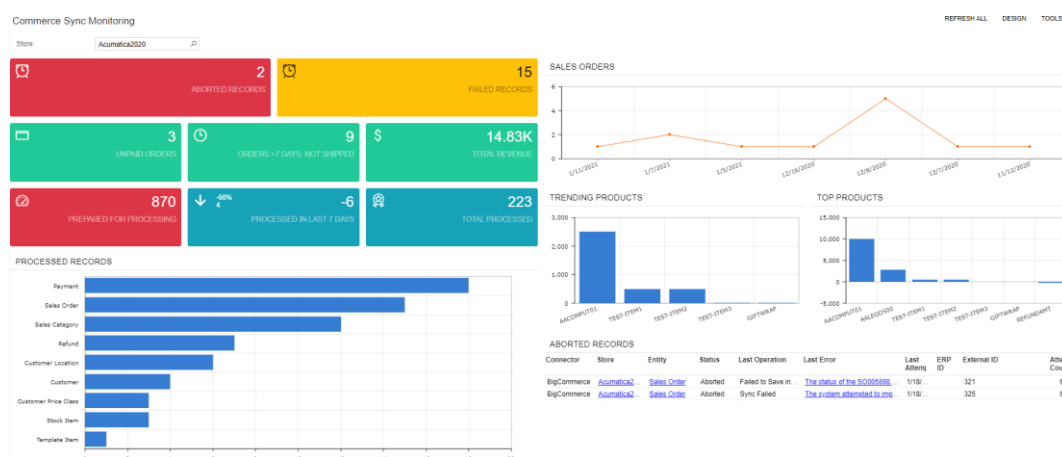 Commerce Sync Monitoring
REFRESH ALL DESIGN TOOLS
Store: Acumatica2020
2
ABORTED RECORDS
15
FAILED RECORDS
3
UNPAID ORDERS
9
ORDERS >7 DAYS, NOT SHIPPED
$ 14.83K
TOTAL REVENUE
870
PREPARED FOR PROCESSING
-60%
4
-6
PROCESSED IN LAST 7 DAYS
223
TOTAL PROCESSED
PROCESSED RECORDS
Payment
Sales Order
Sales Category
Refund
Customer Location
Customer
Customer Price Class
Stock Item
Template Item
SALES ORDERS
6
4
2
0
1/11/2021 1/7/2021 1/5/2021 12/16/2020 12/8/2020 12/7/2020 11/12/2020
TRENDING PRODUCTS
3,000
2,000
1,000
0
AACOMPUT01 TEST-ITEM1 TEST-ITEM2 TEST-ITEM3 GIFTWRAP
TOP PRODUCTS
15,000
10,000
5,000
0
-5,000
AACOMPUT01 AALEGO500 TEST-ITEM1 TEST-ITEM2 TEST-ITEM3 GIFTWRAP REFUNDAMT
ABORTED RECORDS
Connector Store Entity Status Last Operation Last Error Last Attemp ERP ID External ID Atte Cou
BigCommerce Acumatica2... Sales Order Aborted Failed to Save in... The status of the SO005898 ... 1/18/... 321 6
BigCommerce Acumatica2... Sales Order Aborted Sync Failed The system attempted to imp... 1/18/... 325 6